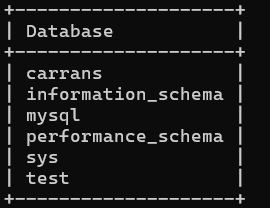 +--------------------+
| Database           |
+--------------------+
| carrans            |
| information_schema |
| mysql              |
| performance_schema |
| sys                |
| test               |
+--------------------+